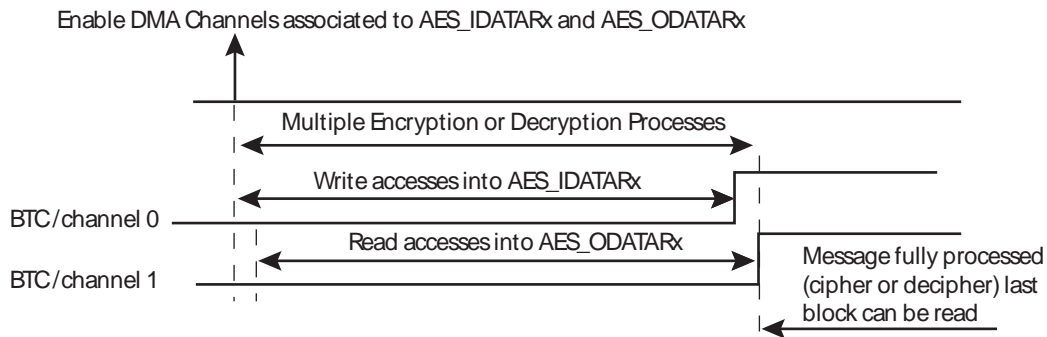 Enable DMA Channels associated to AES_IDATARx and AES_ODATARx
Multiple Encryption or Decryption Processes
Write accesses into AES_IDATARx
BTC / channel 0
Read accesses into AES_ODATARx
BTC / channel 1
Message fully processed
(cipher or decipher) last
block can be read